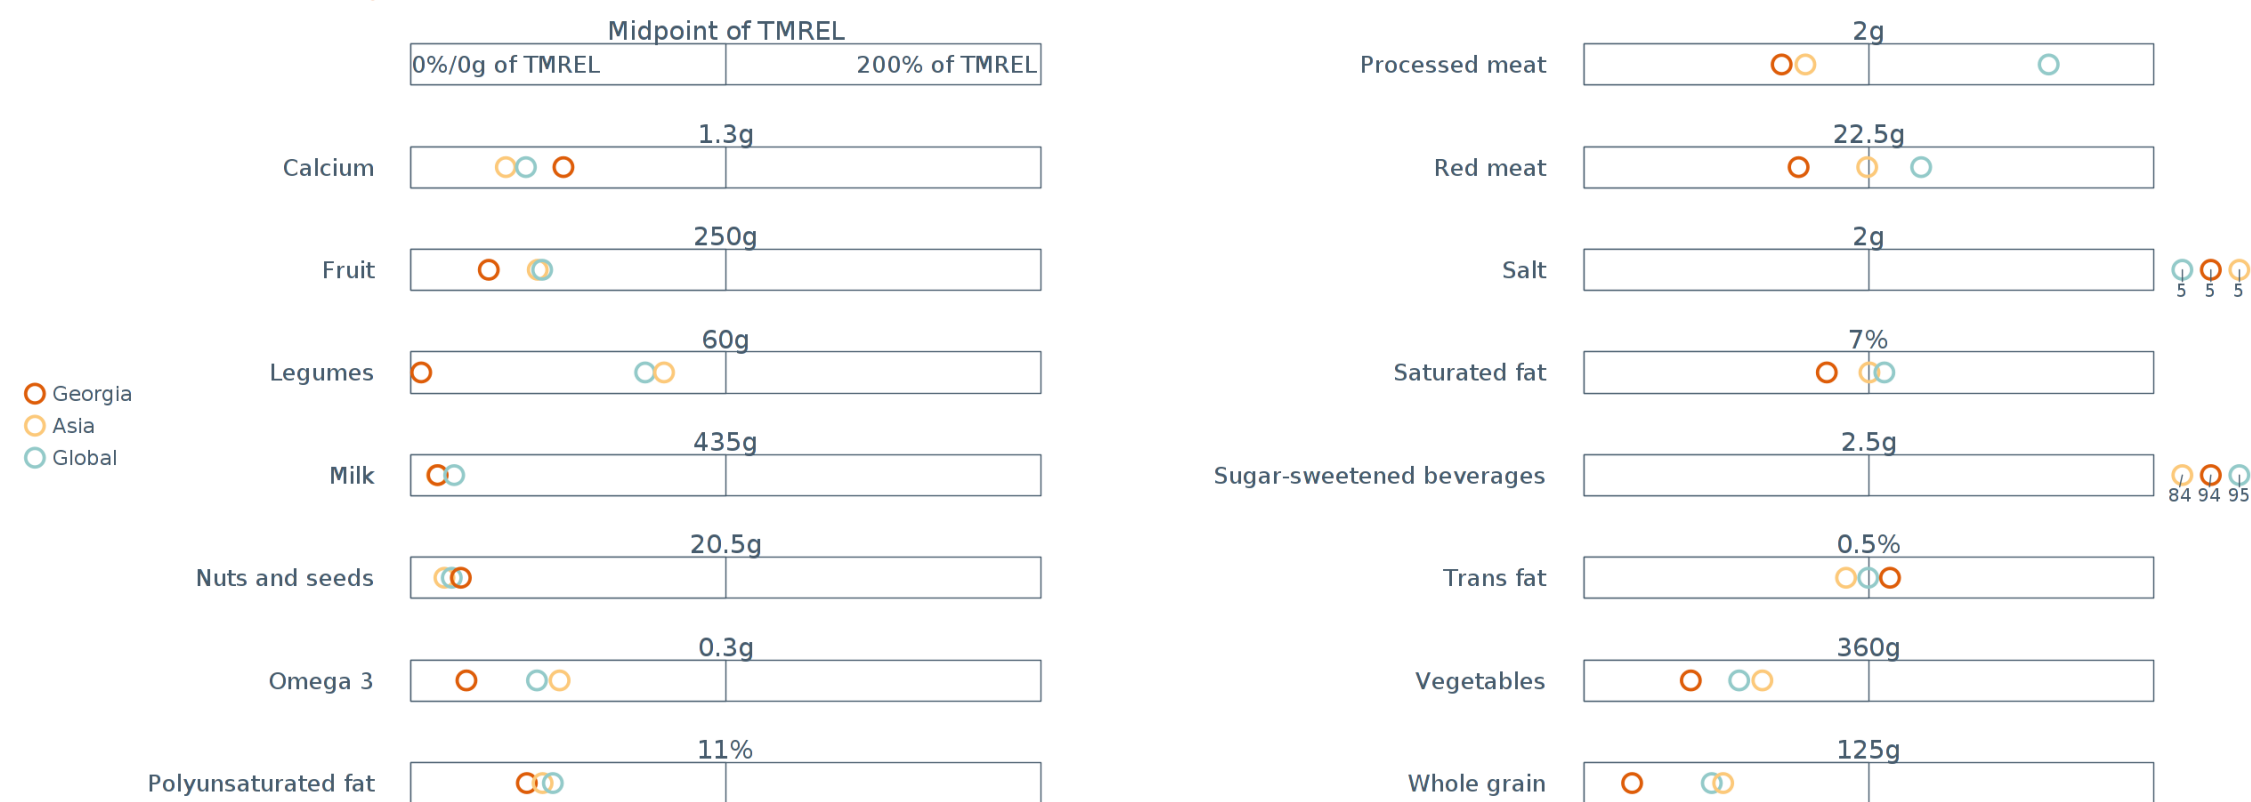 Midpoint of TMREL
0%/0g of TMREL 200% of TMREL
1.3g
Calcium
250g
Fruit
60g
Legumes
435g
Milk
20.5g
Nuts and seeds
0.3g
Omega 3
11%
Polyunsaturated fat
Georgia
Asia
Global
2g
Processed meat
22.5g
Red meat
2g
Salt
5 5 5
7%
Saturated fat
2.5g
Sugar-sweetened beverages
84 94 95
0.5%
Trans fat
360g
Vegetables
125g
Whole grain